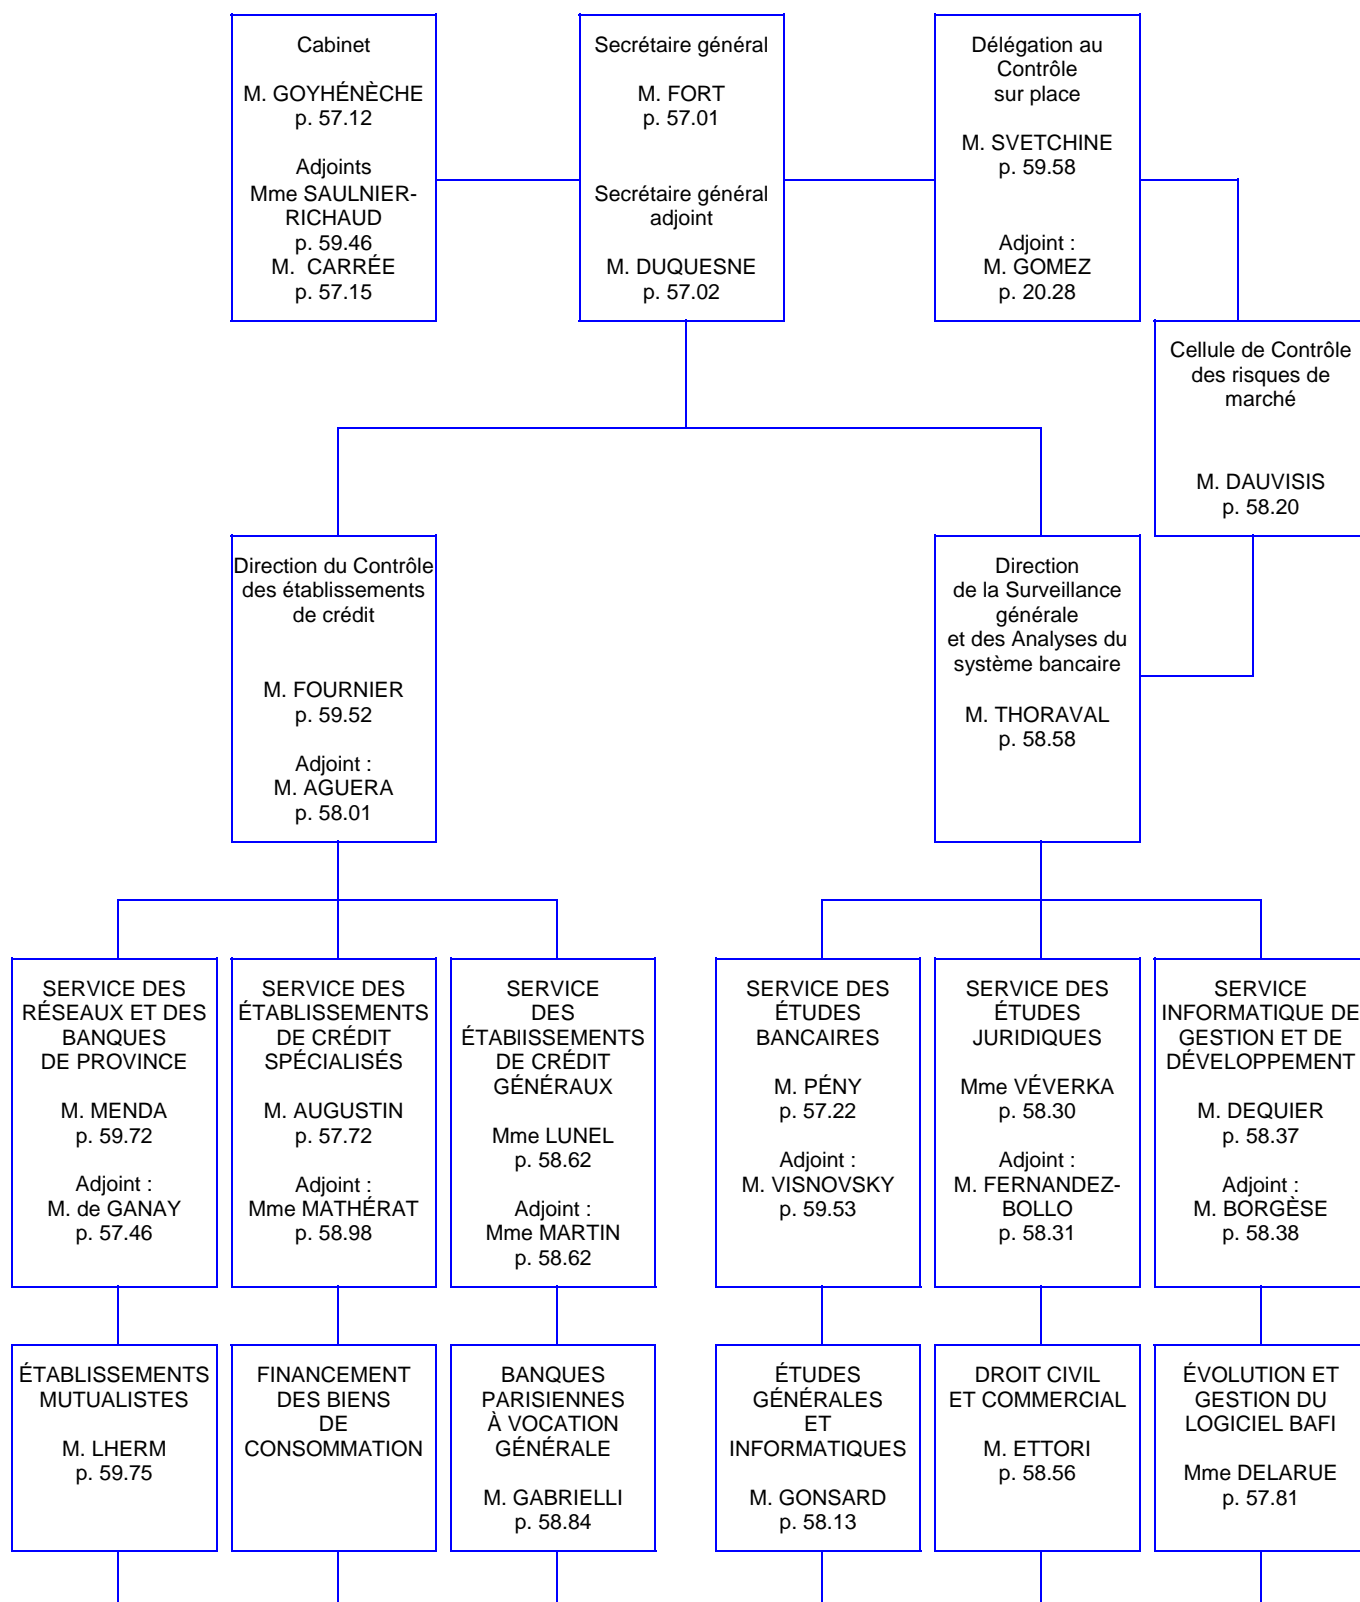 Cabinet
M. GOYHÉNÈCHE
p. 57.12
Adjoints
Mme SAULNIER-
RICHAUD
p. 59.46
M. CARRÉE
p. 57.15
Secrétaire général
M. FORT
p. 57.01
Secrétaire général
adjoint
M. DUQUESNE
p. 57.02
Délégation au
Contrôle
sur place
M. SVETCHINE
p. 59.58
Adjoint :
M. GOMEZ
p. 20.28
Cellule de Contrôle
des risques de
marché
M. DAUVISIS
p. 58.20
Direction du Contrôle
des établissements
de crédit
M. FOURNIER
p. 59.52
Adjoint :
M. AGUERA
p. 58.01
Direction
de la Surveillance
générale
et des Analyses du
système bancaire
M. THORAVAL
p. 58.58
SERVICE DES
RÉSEAUX ET DES
BANQUES
DE PROVINCE
M. MENDA
p. 59.72
Adjoint :
M. de GANAY
p. 57.46
SERVICE DES
ÉTABLISSEMENTS
DE CRÉDIT
SPÉCIALISÉS
M. AUGUSTIN
p. 57.72
Adjoint :
Mme MATHÉRAT
p. 58.98
SERVICE
DES
ÉTABlISSEMENTS
DE CRÉDIT
GÉNÉRAUX
Mme LUNEL
p. 58.62
Adjoint :
Mme MARTIN
p. 58.62
SERVICE DES
ÉTUDES
BANCAIRES
M. PÉNY
p. 57.22
Adjoint :
M. VISNOVSKY
p. 59.53
SERVICE DES
ÉTUDES
JURIDIQUES
Mme VÉVERKA
p. 58.30
Adjoint :
M. FERNANDEZ-
BOLLO
p. 58.31
SERVICE
INFORMATIQUE DE
GESTION ET DE
DÉVELOPPEMENT
M. DEQUIER
p. 58.37
Adjoint :
M. BORGÈSE
p. 58.38
ÉTABLISSEMENTS
MUTUALISTES
M. LHERM
p. 59.75
FINANCEMENT
DES BIENS
DE
CONSOMMATION
BANQUES
PARISIENNES
À VOCATION
GÉNÉRALE
M. GABRIELLI
p. 58.84
ÉTUDES
GÉNÉRALES
ET
INFORMATIQUES
M. GONSARD
p. 58.13
DROIT CIVIL
ET COMMERCIAL
M. ETTORI
p. 58.56
ÉVOLUTION ET
GESTION DU
LOGICIEL BAFI
Mme DELARUE
p. 57.81